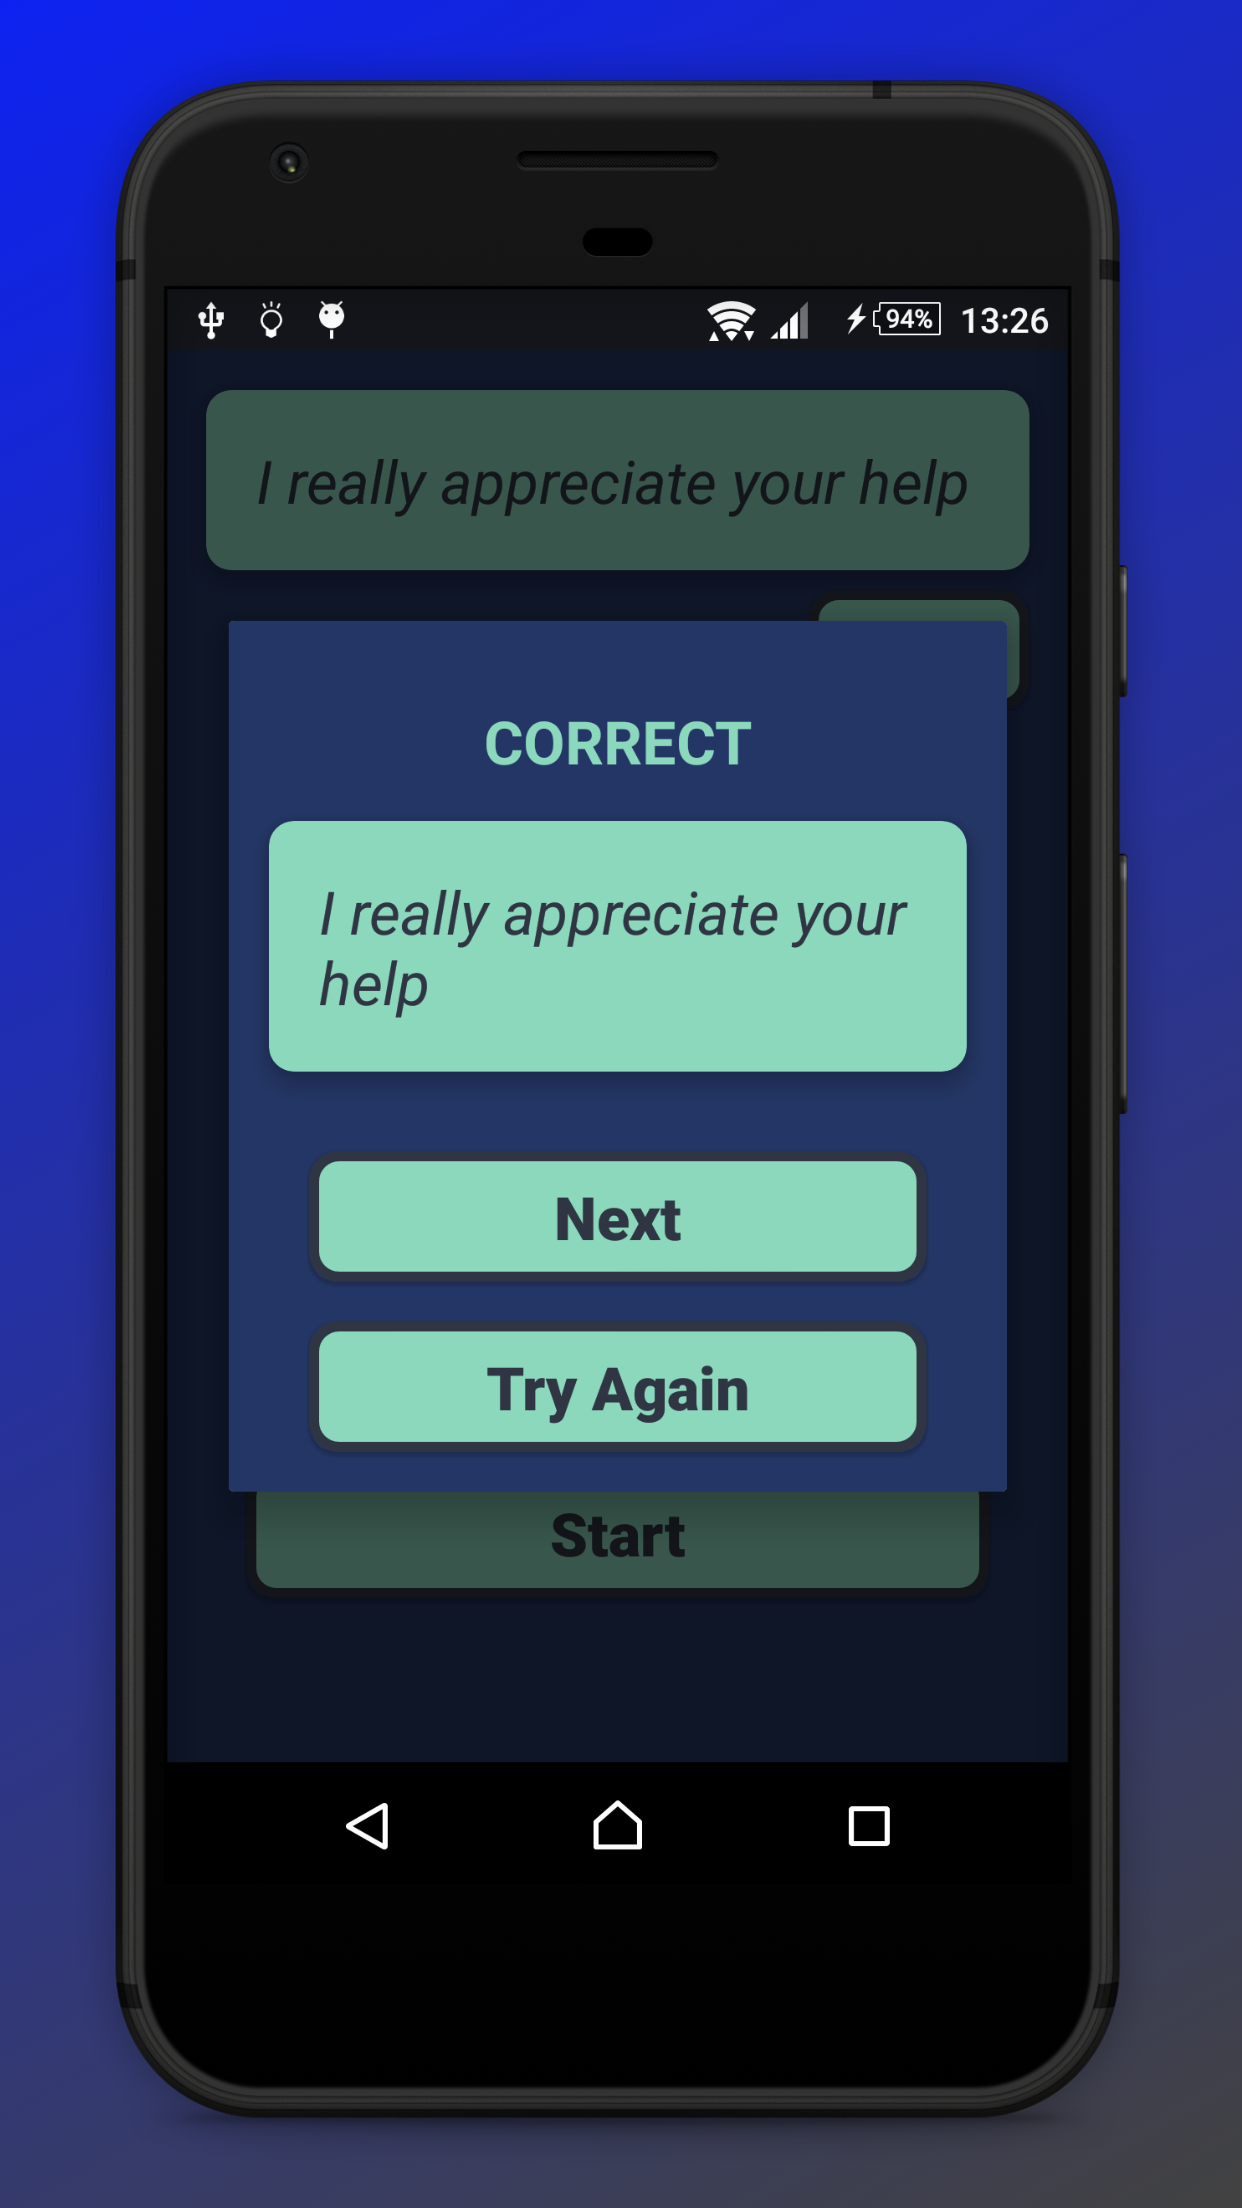 94% 13:26
I really appreciate your help
CORRECT
I really appreciate your
help
Next
Try Again
Start